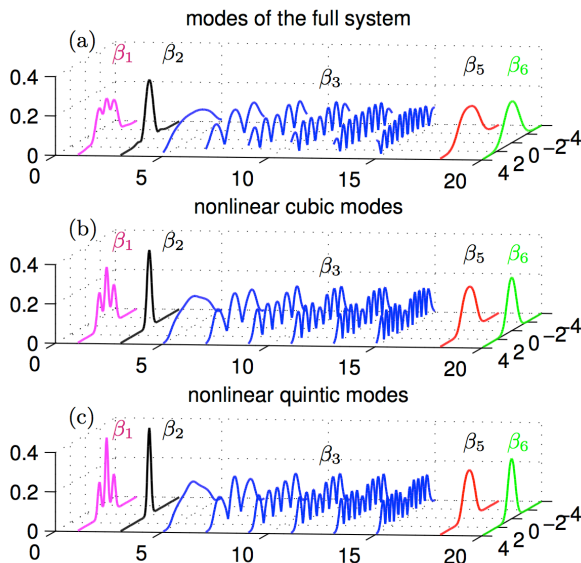 modes of the full system
(a)
β1 β2 β3 β5 β6
0.4
0.2
0
0 5 10 15 20 4 2 0 -2 -4
nonlinear cubic modes
(b)
β1 β2 β3 β5 β6
0.4
0.2
0
0 5 10 15 20 4 2 0 -2 -4
nonlinear quintic modes
(c)
β1 β2 β3 β5 β6
0.4
0.2
0
0 5 10 15 20 4 2 0 -2 -4